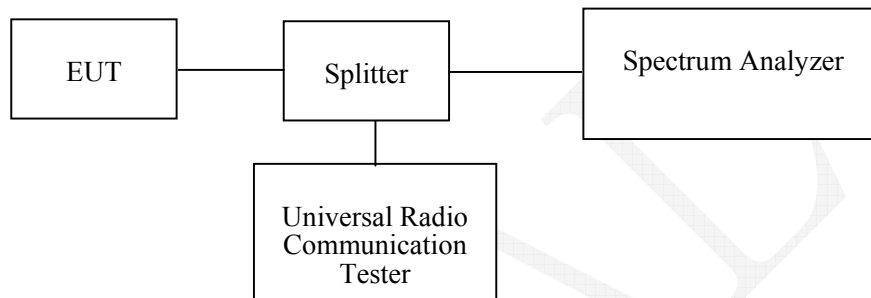 EUT
Splitter
Spectrum Analyzer
Universal Radio
Communication
Tester